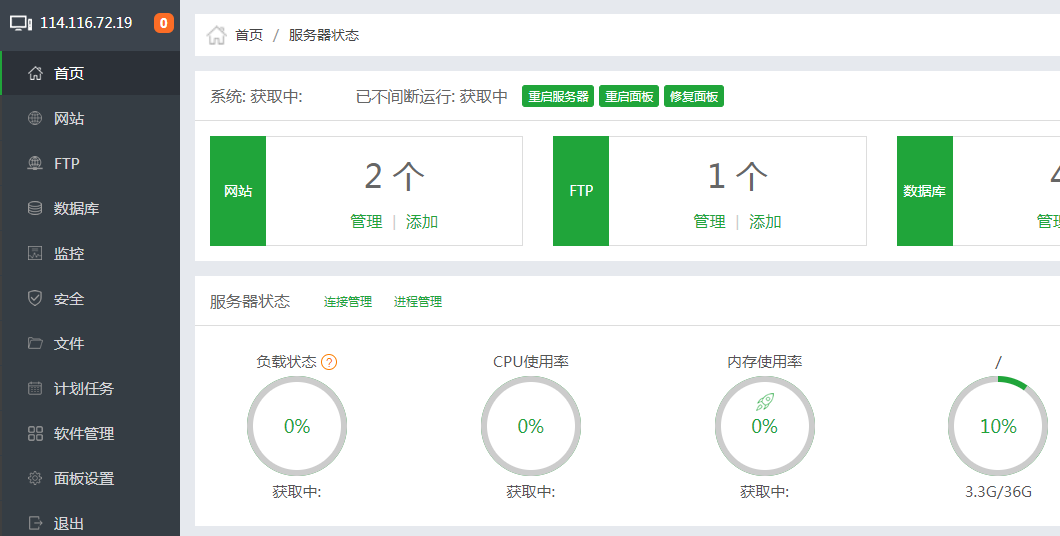 114.116.72.19 0
首页
网站
FTP
数据库
监控
安全
文件
计划任务
软件管理
面板设置
退出
首页 / 服务器状态
系统: 获取中: 已不间断运行: 获取中 重启服务器 重启面板 修复面板
网站 2 个 管理 | 添加
FTP 1 个 管理 | 添加
数据库 管
服务器状态 连接管理 进程管理
负载状态 ? CPU使用率 内存使用率 /
0% 0% 0% 10%
获取中: 获取中: 获取中: 3.3G/36G